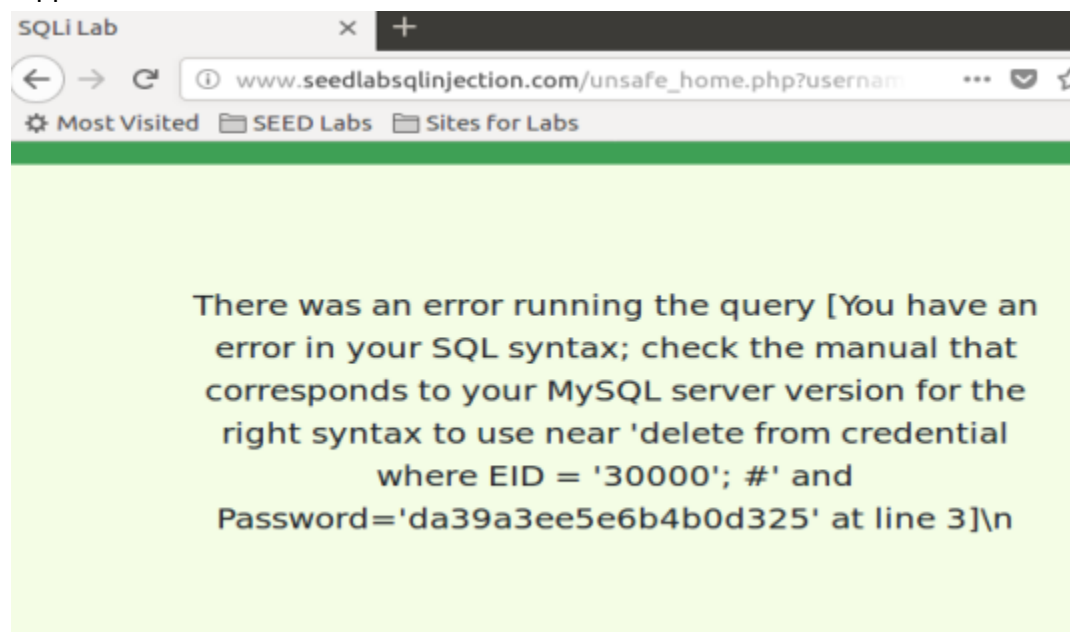 SQLi Lab
www.seedlabsqlinjection.com/unsafe_home.php?usernam
Most Visited SEED Labs Sites for Labs
There was an error running the query [You have an
error in your SQL syntax; check the manual that
corresponds to your MySQL server version for the
right syntax to use near 'delete from credential
where EID = '30000'; #' and
Password='da39a3ee5e6b4b0d325' at line 3]\n